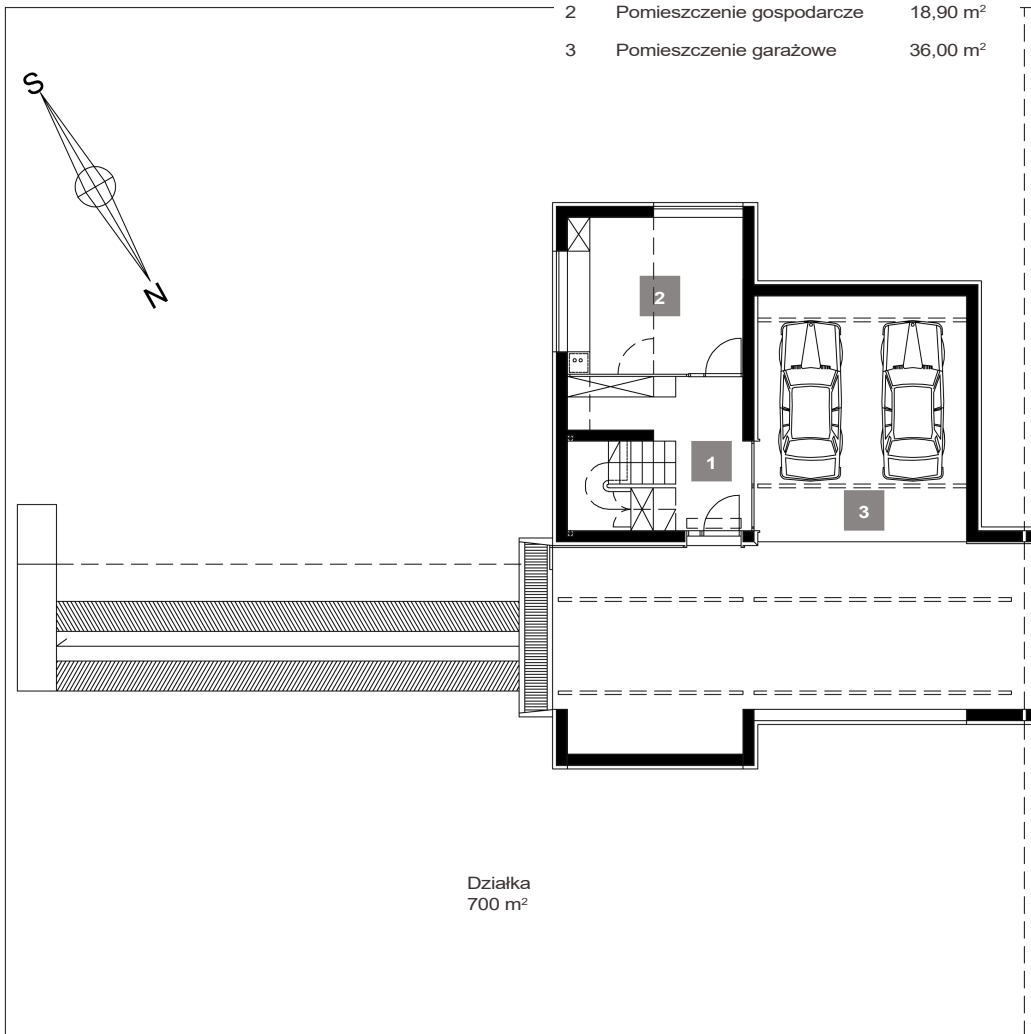 2 Pomieszczenie gospodarcze 18,90 m²
3 Pomieszczenie garażowe 36,00 m²
S
N
2
1
3
Działka
700 m²